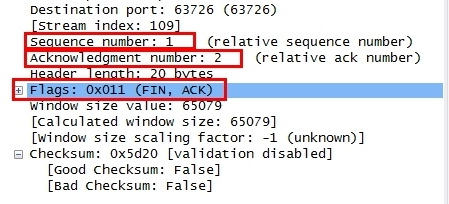 Destination port: 63726 (63726)
[Stream index: 109]
Sequence number: 1 (relative sequence number)
Acknowledgment number: 2 (relative ack number)
Header length: 20 bytes
Flags: 0x011 (FIN, ACK)
Window size value: 65079
[Calculated window size: 65079]
[Window size scaling factor: -1 (unknown)]
Checksum: 0x5d20 [validation disabled]
[Good Checksum: False]
[Bad Checksum: False]